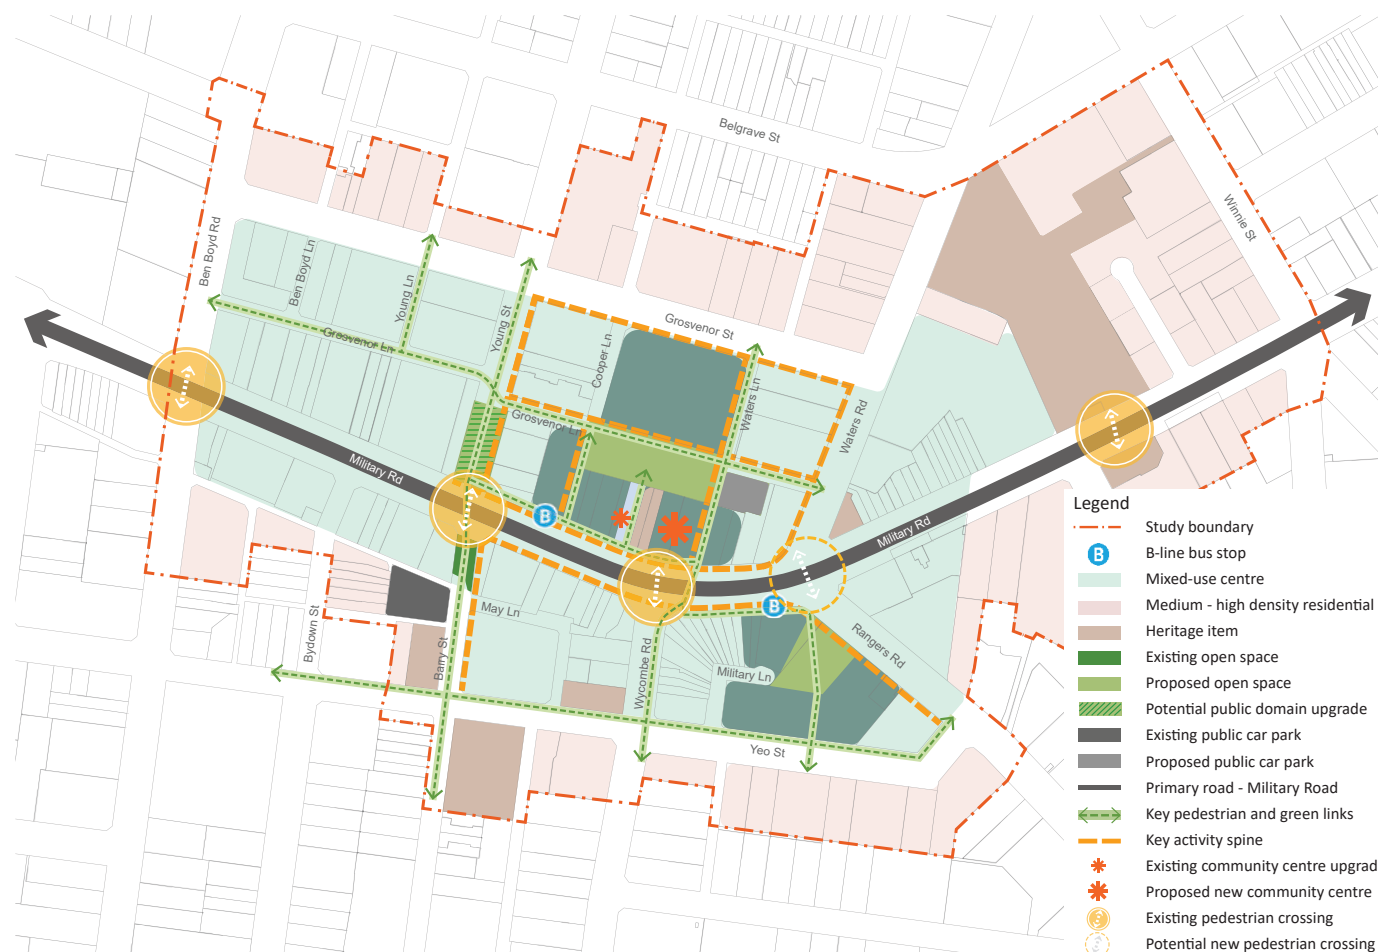 Belgrave St
Winnie St
Ben Boyd Rd
Ben Boyd Ln
Young Ln
Young St
Grosvenor Ln
Grosvenor St
Cooper Ln
Waters Ln
Grosvenor Ln
Waters Rd
Military Rd
B
Military Rd
B
May Ln
Bydown St
Barry St
Wycombe Rd
Military Ln
Rangers Rd
Yeo St
Legend
Study boundary
B B-line bus stop
Mixed-use centre
Medium - high density residential
Heritage item
Existing open space
Proposed open space
Potential public domain upgrade
Existing public car park
Proposed public car park
Primary road - Military Road
Key pedestrian and green links
Key activity spine
Existing community centre upgrad
Proposed new community centre
Existing pedestrian crossing
Potential new pedestrian crossing